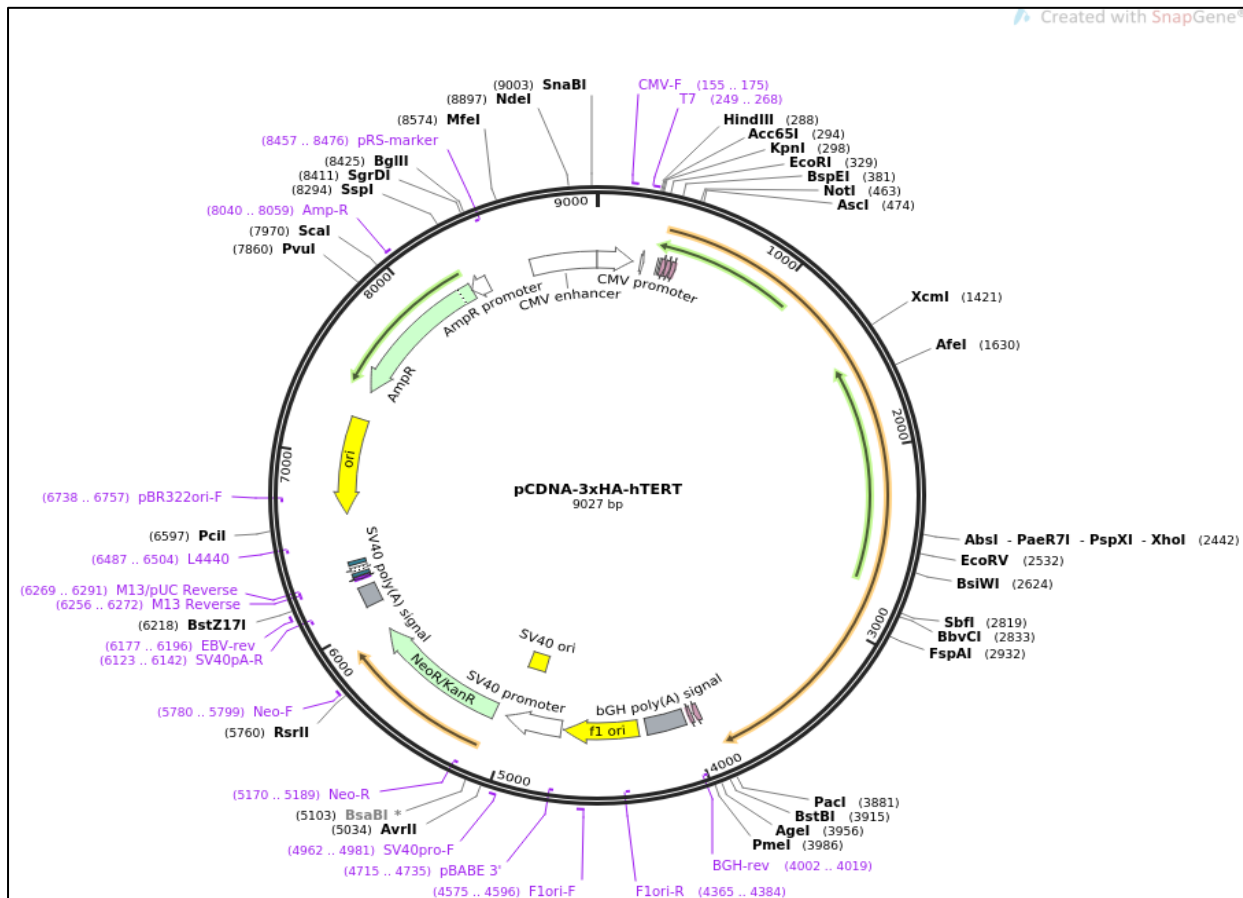 Created with SnapGene®
(9003) SnaBI
(8897) NdeI
(8574) MfeI
(8457 .. 8476) pRS-marker
(8425) BglII
(8411) SgrDI
(8294) SspI
(8040 .. 8059) Amp-R
(7970) ScaI
(7860) PvuI
CMV-F (155 .. 175)
T7 (249 .. 268)
HindIII (288)
Acc65I (294)
KpnI (298)
EcoRI (329)
BspEI (381)
NotI (463)
AscI (474)
XcmI (1421)
AfeI (1630)
AbsI - PaeR7I - PspXI - XhoI (2442)
EcoRV (2532)
BsiWI (2624)
SbfI (2819)
BbvCI (2833)
FspAI (2932)
PacI (3881)
BstBI (3915)
AgeI (3956)
PmeI (3986)
BGH-rev (4002 .. 4019)
F1ori-R (4365 .. 4384)
(4575 .. 4596) F1ori-F
(4715 .. 4735) pBABE 3'
(4962 .. 4981) SV40pro-F
(5034) AvrII
(5103) BsaBI *
(5170 .. 5189) Neo-R
(5760) RsrII
(5780 .. 5799) Neo-F
(6123 .. 6142) SV40pA-R
(6177 .. 6196) EBV-rev
(6218) BstZ17I
(6256 .. 6272) M13 Reverse
(6269 .. 6291) M13/pUC Reverse
(6487 .. 6504) L4440
(6597) PciI
(6738 .. 6757) pBR322ori-F
9000
1000
2000
3000
4000
5000
6000
7000
8000
AmpR promoter
CMV enhancer
CMV promoter
AmpR
ori
pCDNA-3xHA-hTERT
9027 bp
SV40 poly(A) signal
NeoR/KanR
SV40 promoter
SV40 ori
f1 ori
bGH poly(A) signal